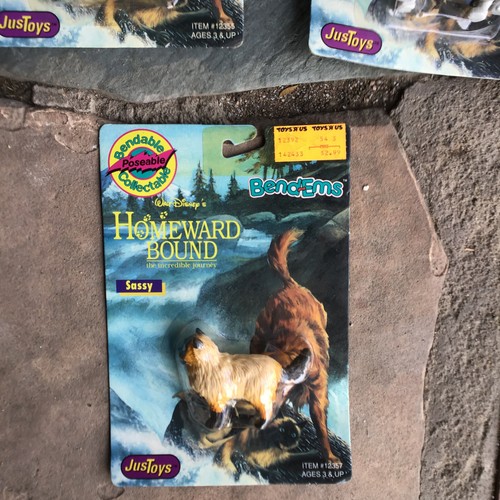 JUSTOYS
ITEM #12355
AGES 3 & UP
JUSTOYS
Bendable
Poseable
Collectable
TOYS R US TOYS R US
Bend-Ems
Walt Disney's
HOMEWARD
BOUND
the incredible journey
Sassy
JUSTOYS
ITEM #12357
AGES 3 & UP